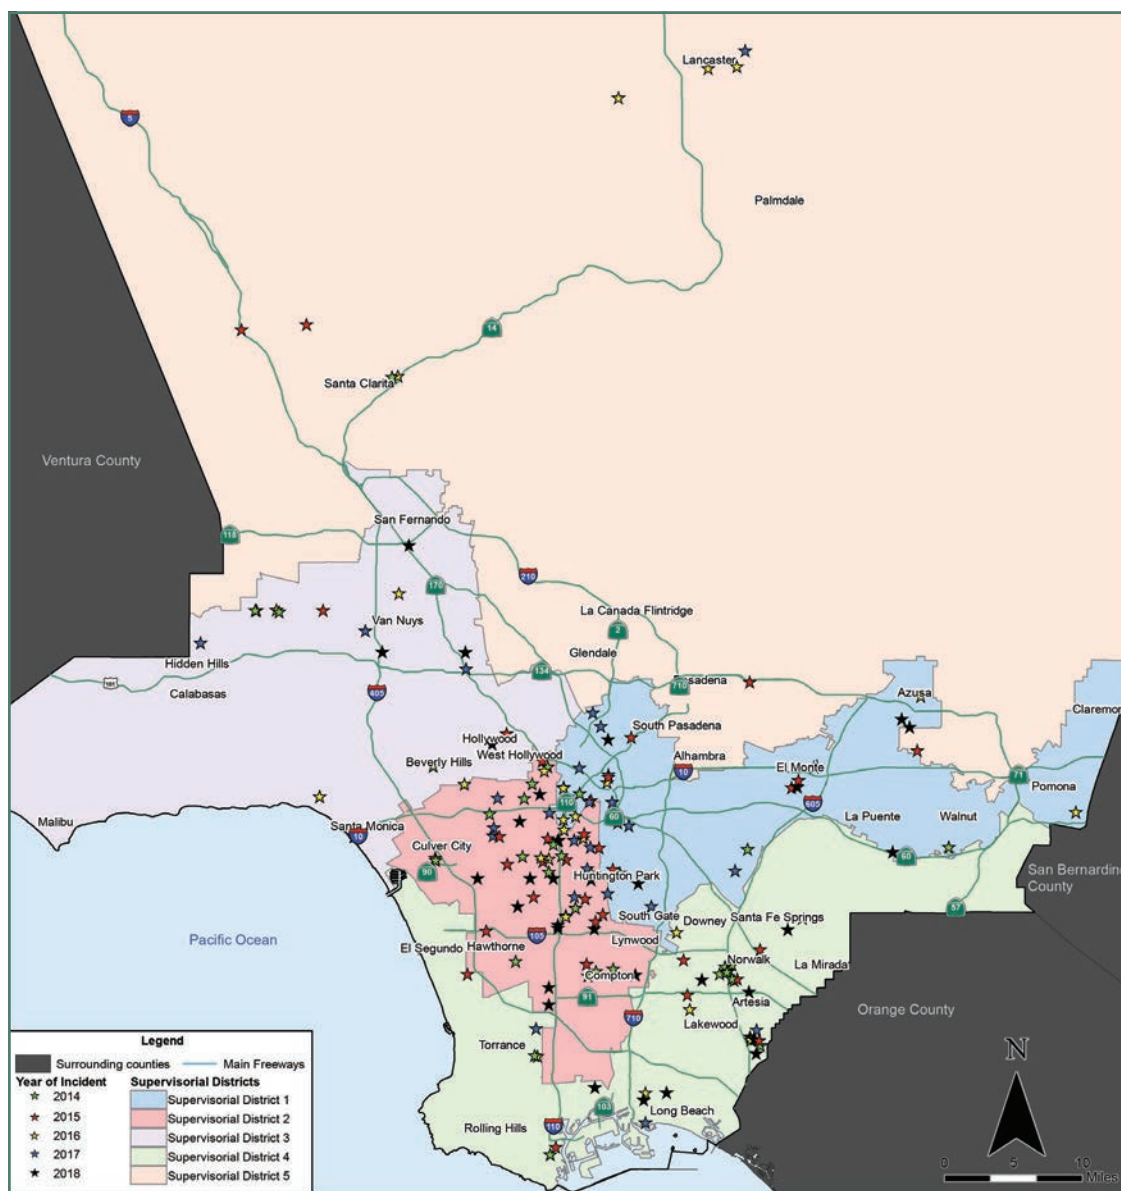 Lancaster
5
Palmdale
14
Santa Clarita
Ventura County
San Fernando
118
210
170
La Canada Flintridge
Van Nuys
2
Glendale
Hidden Hills
134
101
Calabasas
405
710
Pasadena
Azusa
Claremon
South Pasadena
Hollywood
West Hollywood
Beverly Hills
Alhambra
10
El Monte
71
Pomona
Malibu
110
60
605
La Puente
Walnut
Santa Monica
10
Culver City
90
60
Huntington Park
San Bernardino
County
57
South Gate
Downey
Santa Fe Springs
Pacific Ocean
El Segundo
Hawthorne
105
Lynwood
Norwalk
La Mirada
Compton
91
Artesia
Orange County
710
Lakewood
Torrance
N
103
Long Beach
Rolling Hills
110
0 5 10
Miles
Legend
Surrounding counties
Main Freeways
Year of Incident
2014
2015
2016
2017
2018
Supervisorial Districts
Supervisorial District 1
Supervisorial District 2
Supervisorial District 3
Supervisorial District 4
Supervisorial District 5